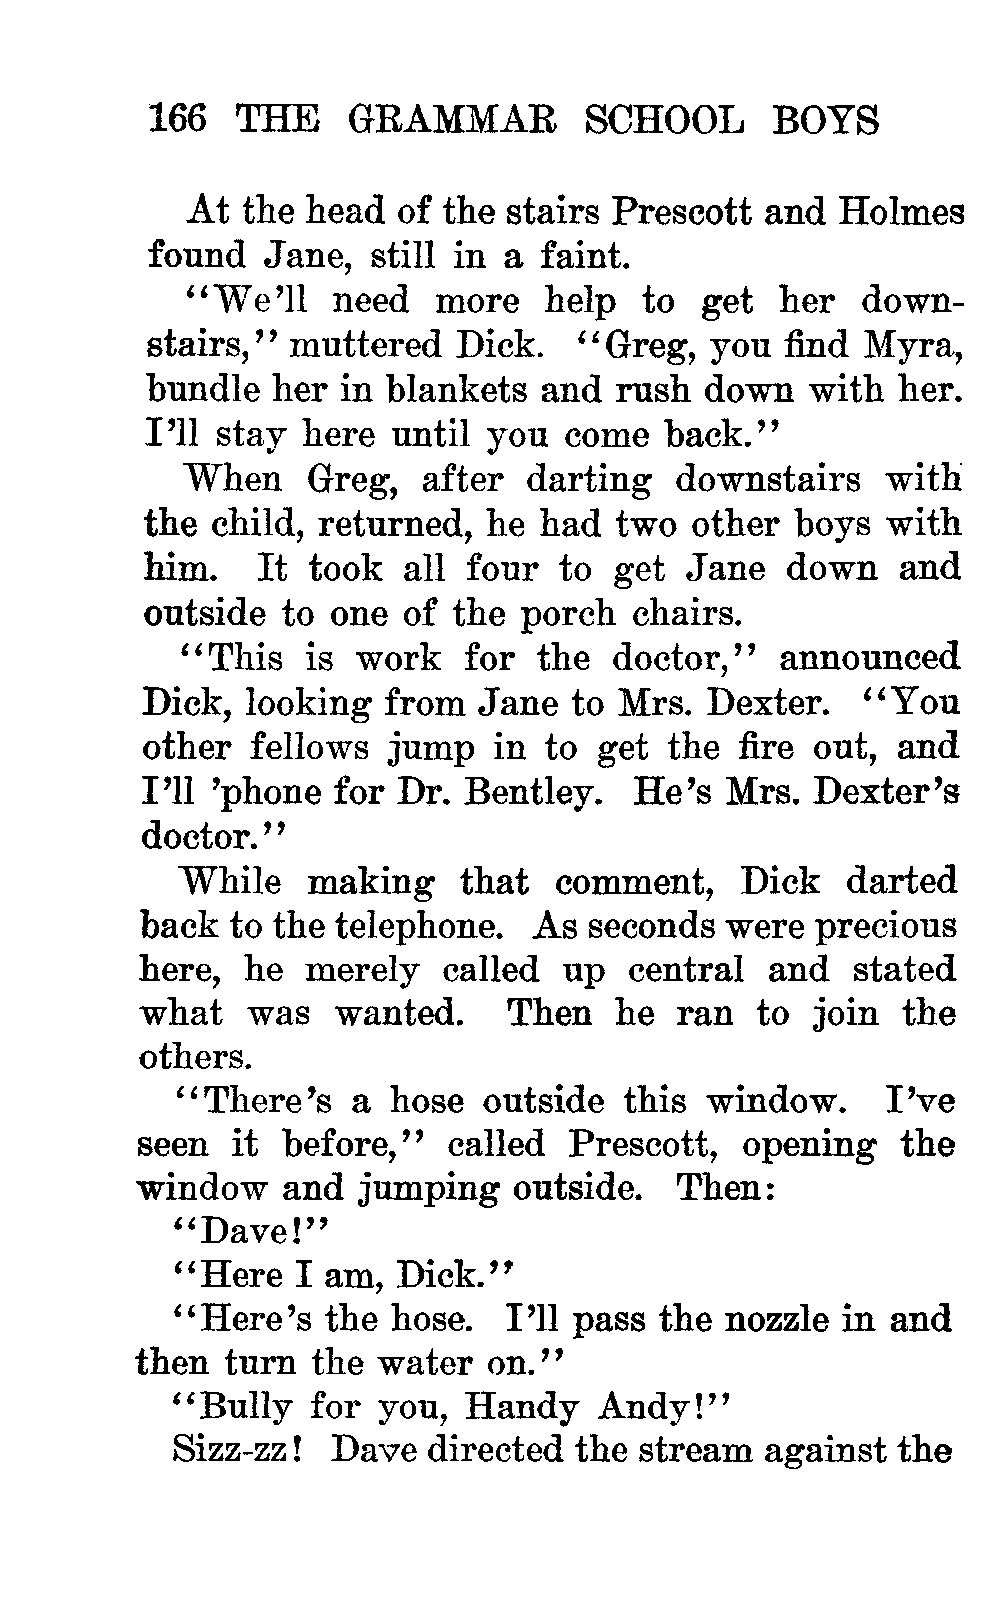 166 THE GRAMMAR SCHOOL BOYS
At the head of the stairs Prescott and Holmes
found Jane, still in a faint.
“We’ll need more help to get her down-
stairs,” muttered Dick. “Greg, you find Myra,
bundle her in blankets and rush down with her.
I’ll stay here until you come back.”
When Greg, after darting downstairs with
the child, returned, he had two other boys with
him. It took all four to get Jane down and
outside to one of the porch chairs.
“This is work for the doctor,” announced
Dick, looking from Jane to Mrs. Dexter. “You
other fellows jump in to get the fire out, and
I’ll ’phone for Dr. Bentley. He’s Mrs. Dexter’s
doctor.”
While making that comment, Dick darted
back to the telephone. As seconds were precious
here, he merely called up central and stated
what was wanted. Then he ran to join the
others.
“There’s a hose outside this window. I’ve
seen it before,” called Prescott, opening the
window and jumping outside. Then:
“Dave!”
“Here I am, Dick.”
“Here’s the hose. I’ll pass the nozzle in and
then turn the water on.”
“Bully for you, Handy Andy!”
Sizz-zz! Dave directed the stream against the